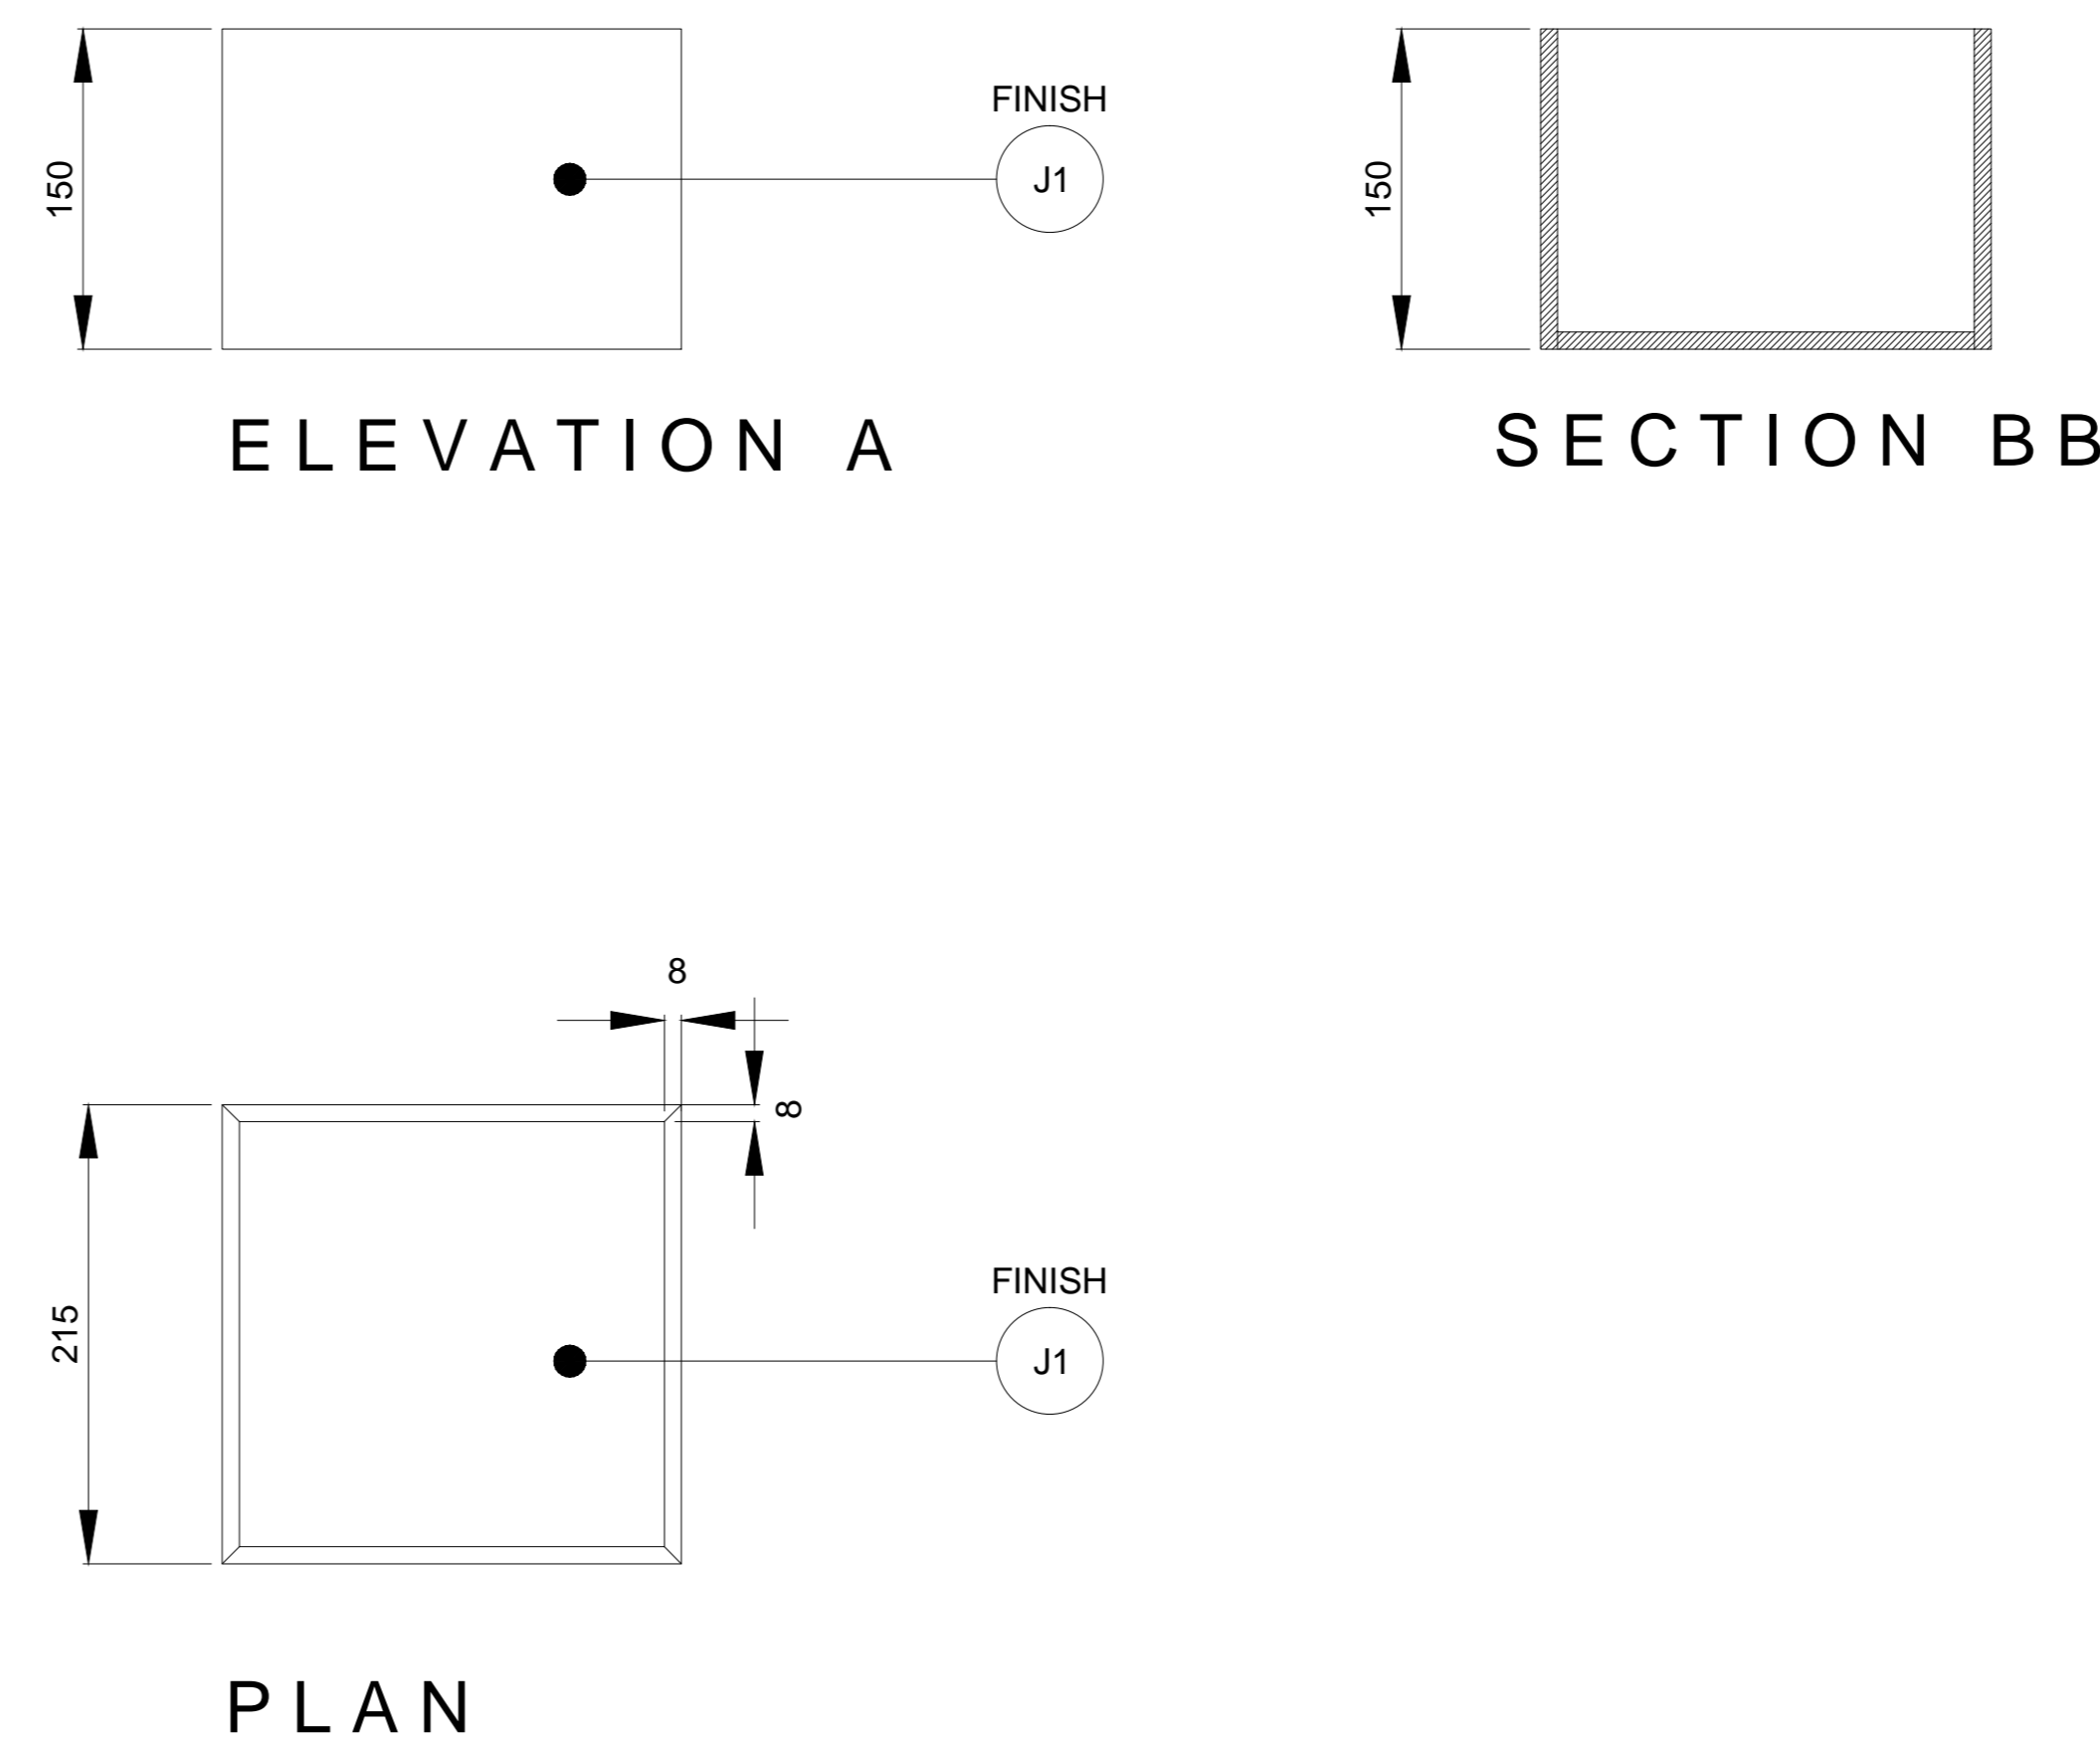 150
FINISH
J1
150
ELEVATION A
SECTION BB
8
8
215
FINISH
J1
PLAN